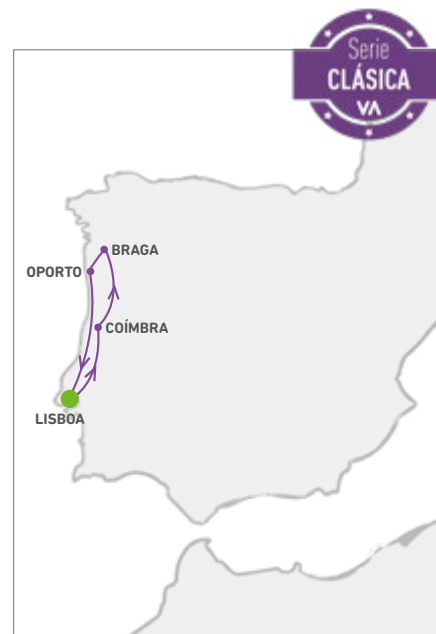 Serie
CLÁSICA
VA
BRAGA
OPORTO
COÍMBRA
LISBOA